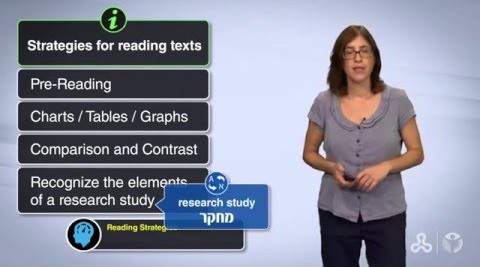 Strategies for reading texts
Pre-Reading
Charts / Tables / Graphs
Comparison and Contrast
Recognize the elements
of a research study
A
א
research study
מחקר
Reading Strategies